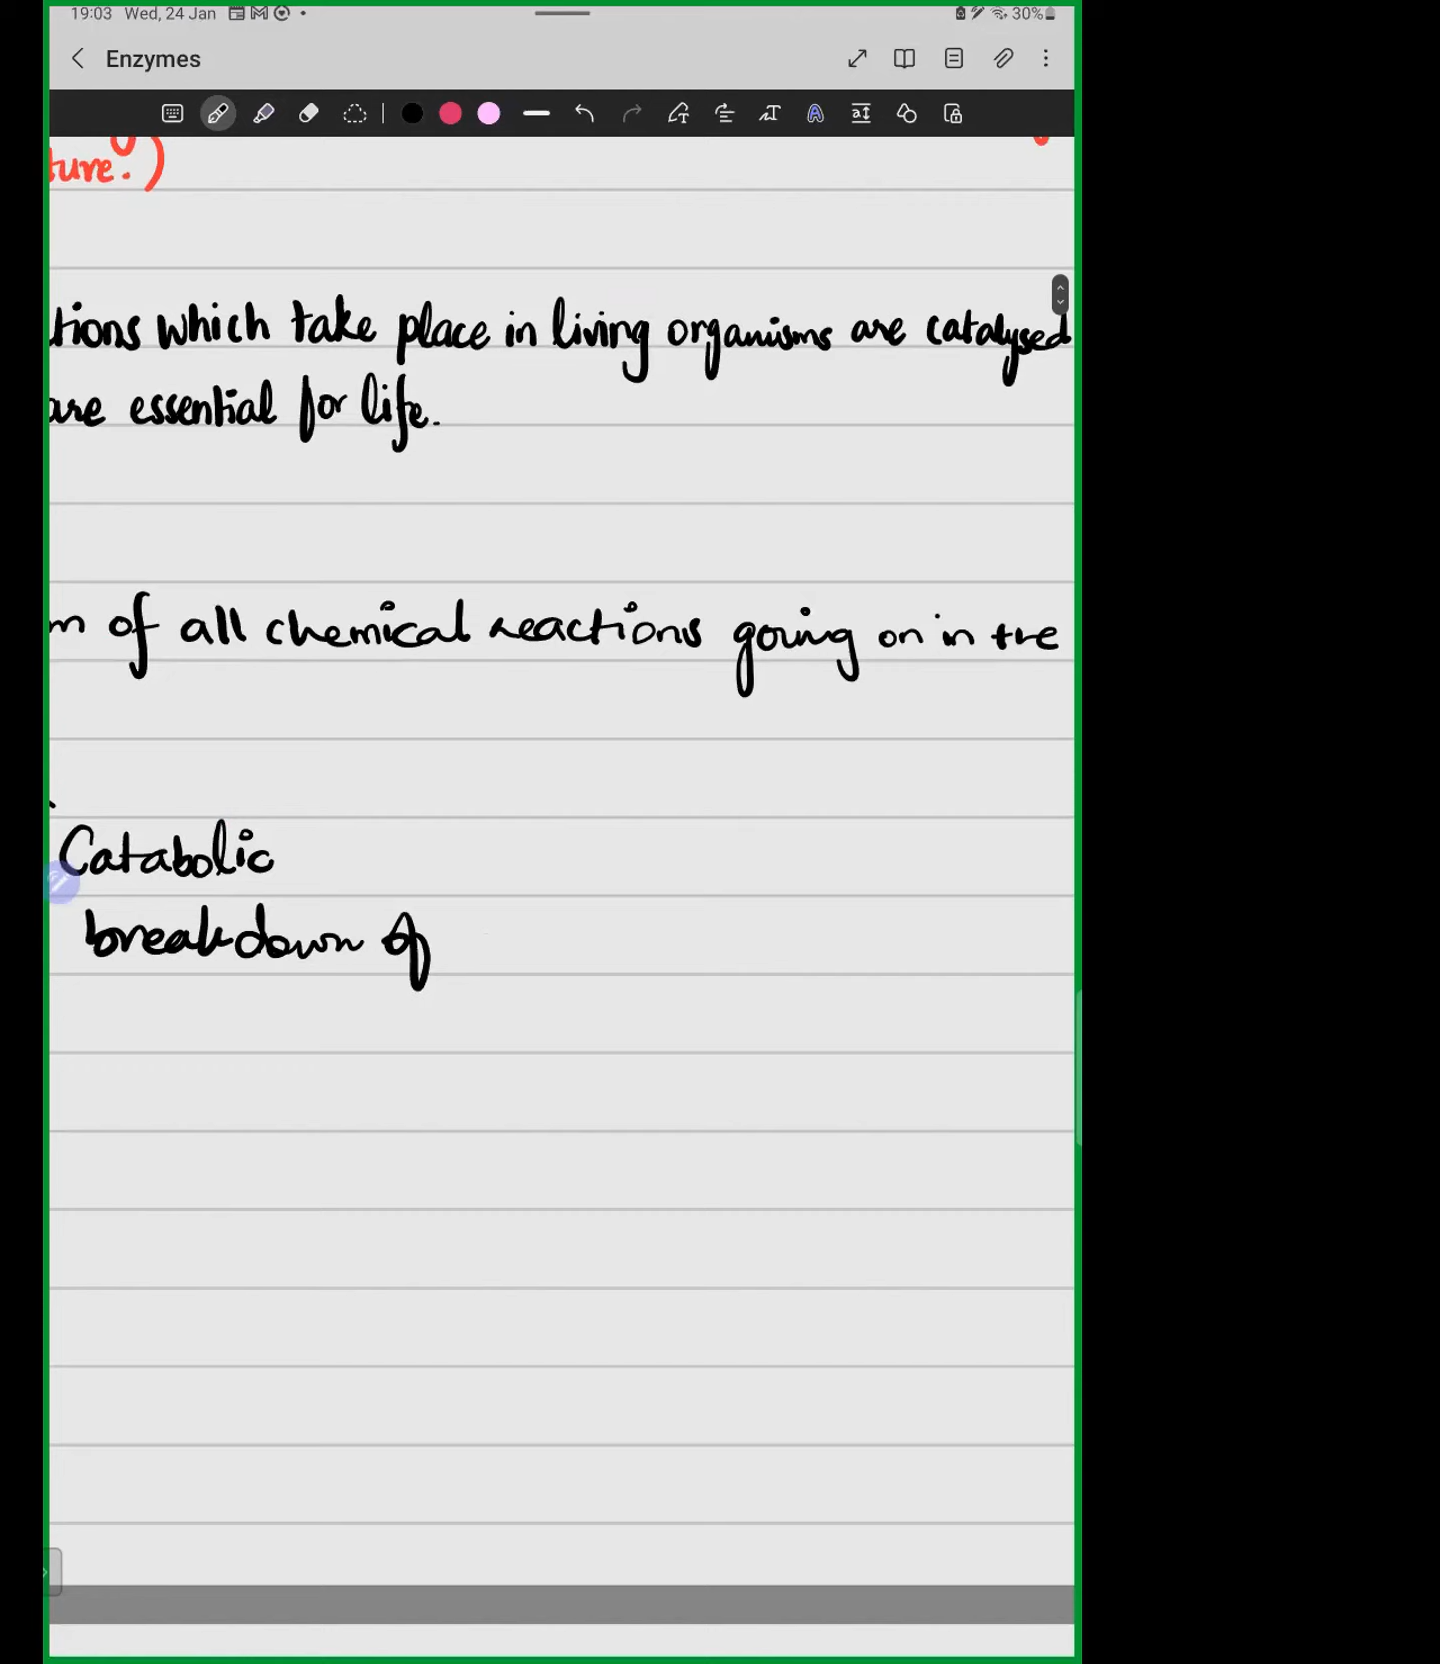 19:03 Wed, 24 Jan 30%
Enzymes
ture.)
tions which take place in living organisms are catalysed
are essential for life.
m of all chemical reactions going on in the
Catabolic
breakdown of